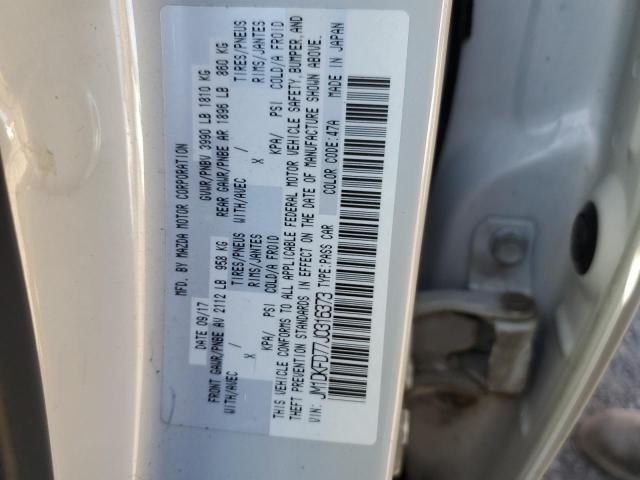 MFD. BY MAZDA MOTOR CORPORATION
DATE 09/17 GVWR/PNBV 3990 LB 1810 KG
FRONT GAWR/PNBE AV 2112 LB 958 KG REAR GAWR/PNBE AR 1896 LB 860 KG
WITH/AVEC / TIRES/PNEUS WITH/AVEC / TIRES/PNEUS
X RIMS/JANTES X RIMS/JANTES
KPA/ PSI COLD/A FROID KPA/ PSI COLD/A FROID
THIS VEHICLE CONFORMS TO ALL APPLICABLE FEDERAL MOTOR VEHICLE SAFETY, BUMPER, AND
THEFT PREVENTION STANDARDS IN EFFECT ON THE DATE OF MANUFACTURE SHOWN ABOVE.
VIN: JM1DKFD77J0316373 TYPE:PASS CAR COLOR CODE:47A MADE IN JAPAN